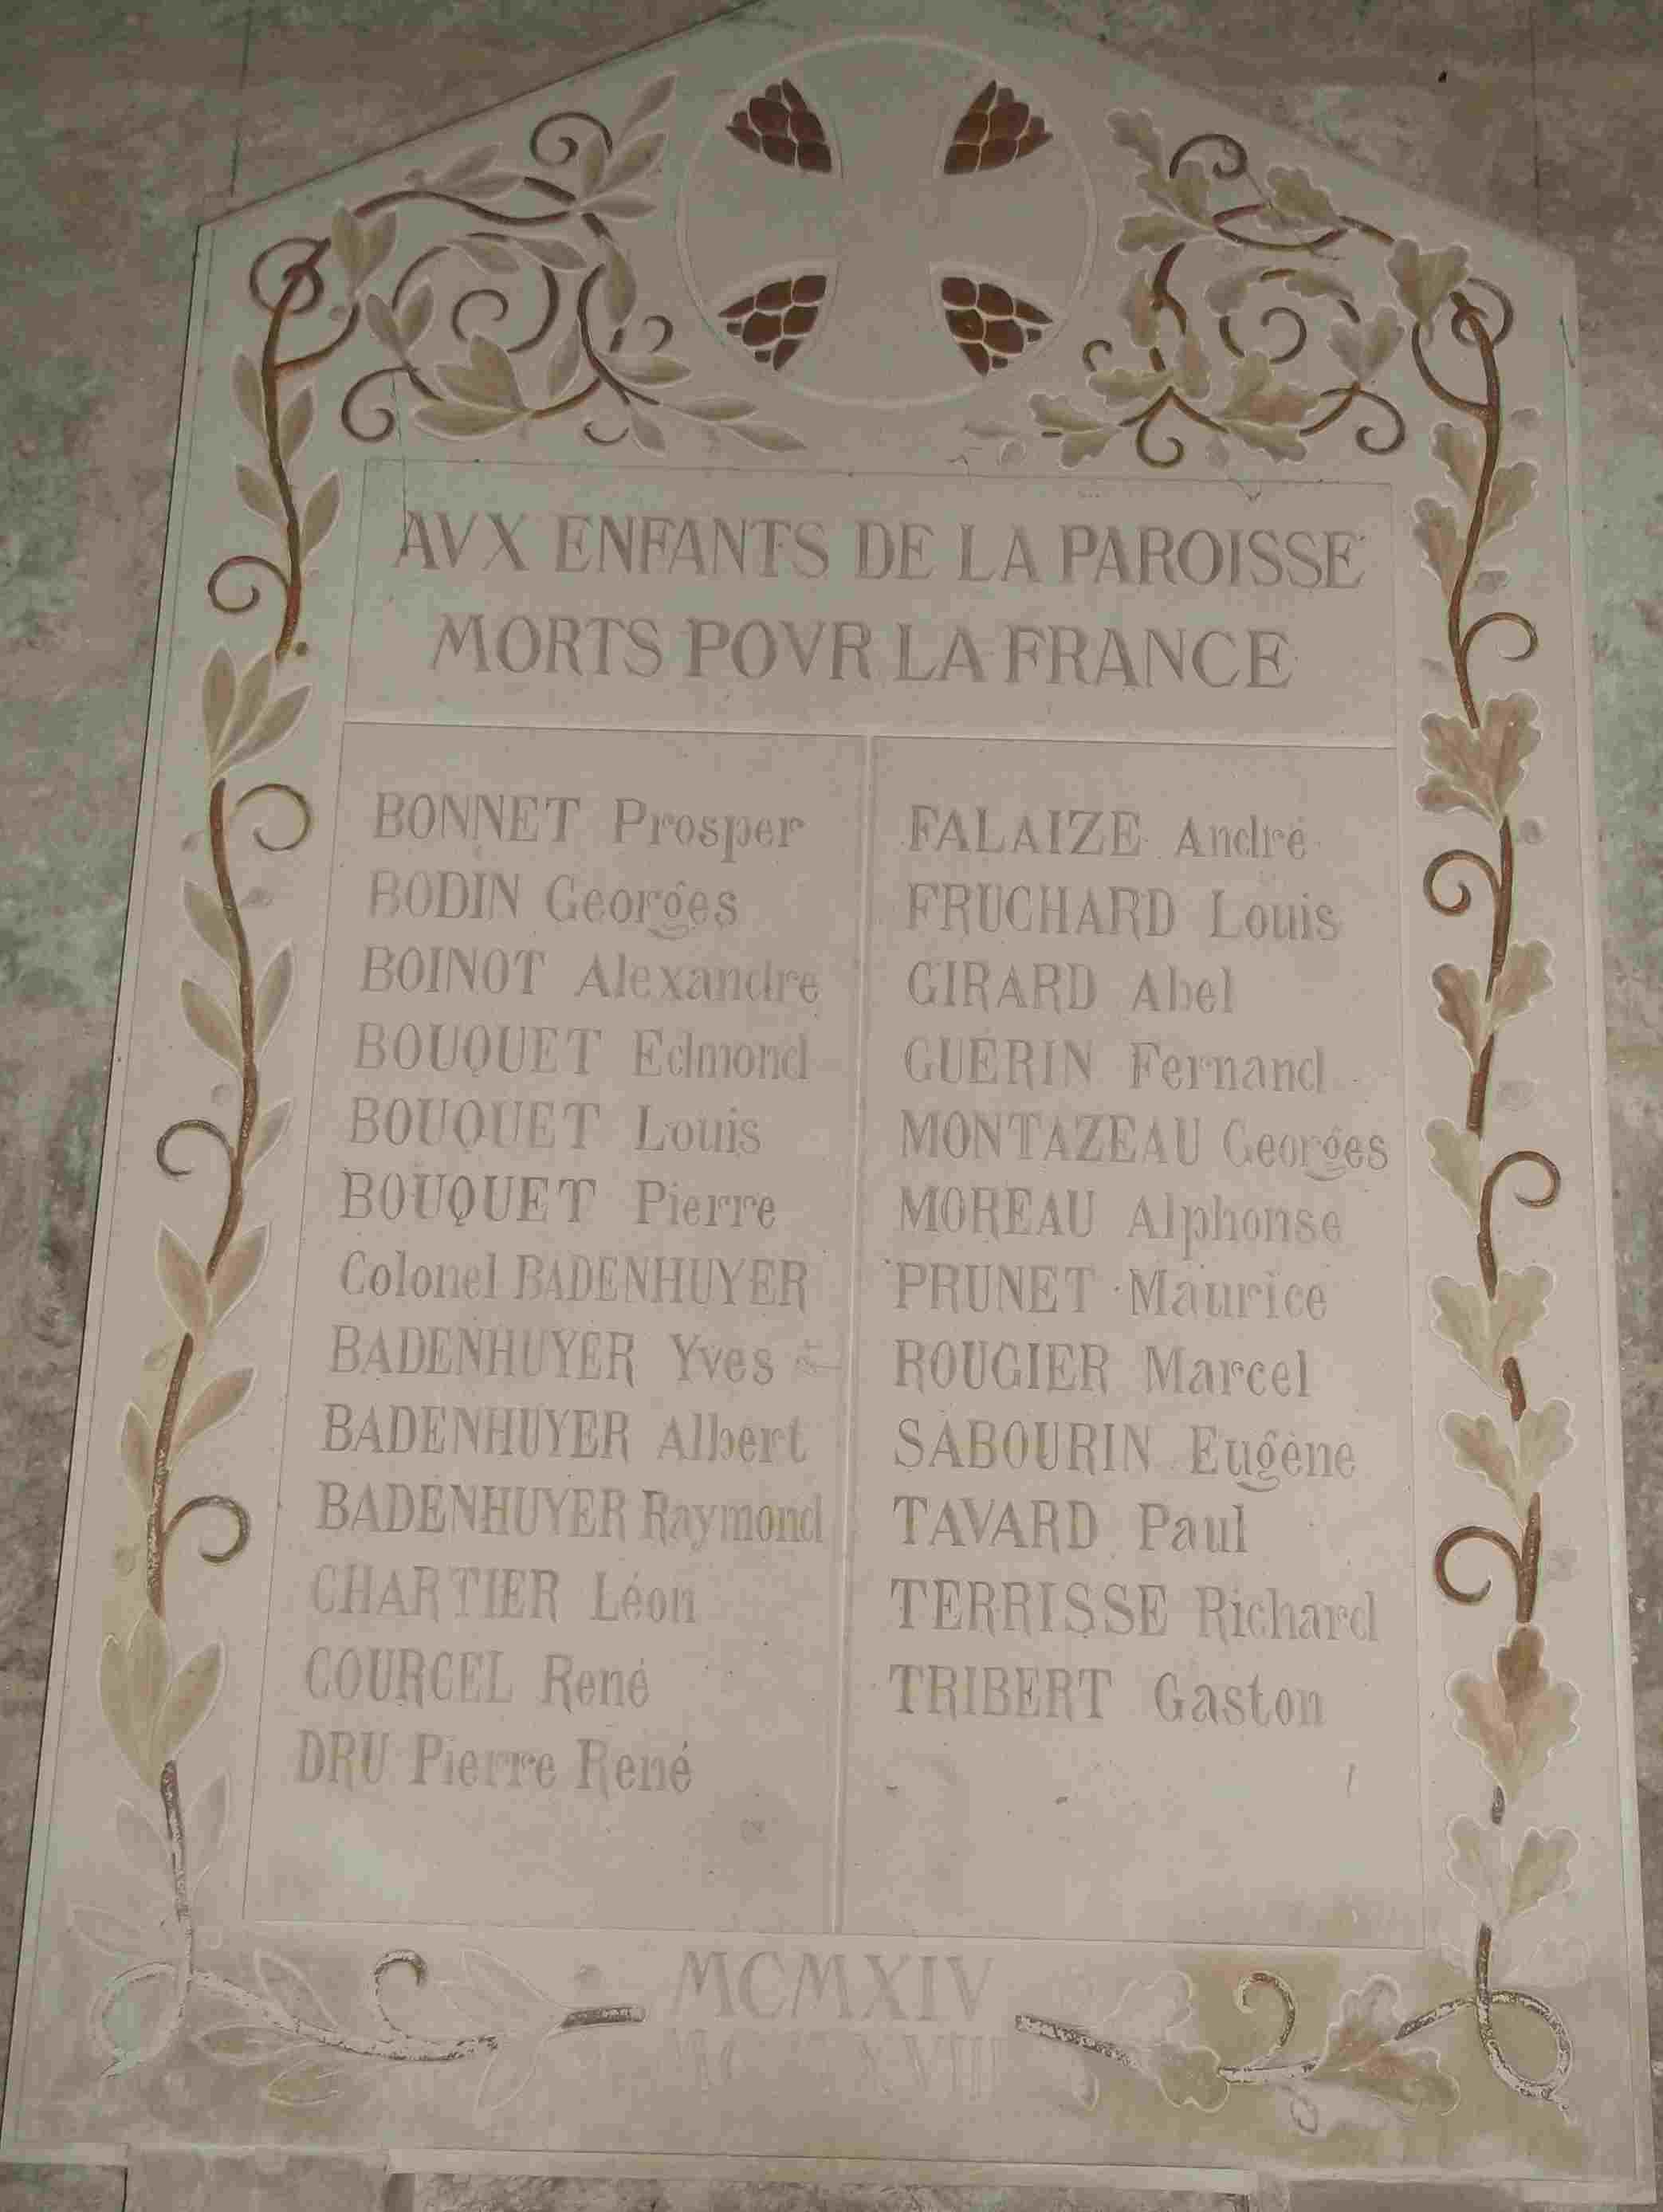 AVX ENFANTS DE LA PAROISSE
MORTS POVR LA FRANCE
BONNET Prosper
BODIN Georges
BOINOT Alexandre
BOUQUET Edmond
BOUQUET Louis
BOUQUET Pierre
Colonel BADENHUYER
BADENHUYER Yves
BADENHUYER Albert
BADENHUYER Raymond
CHARTIER Léon
COURCEL René
DRU Pierre René
FALAIZE André
FRUCHARD Louis
GIRARD Abel
GUÉRIN Fernand
MONTAZEAU Georges
MOREAU Alphonse
PRUNET Maurice
ROUGIER Marcel
SABOURIN Eugène
TAVARD Paul
TERRISSE Richard
TRIBERT Gaston
MCMXIV